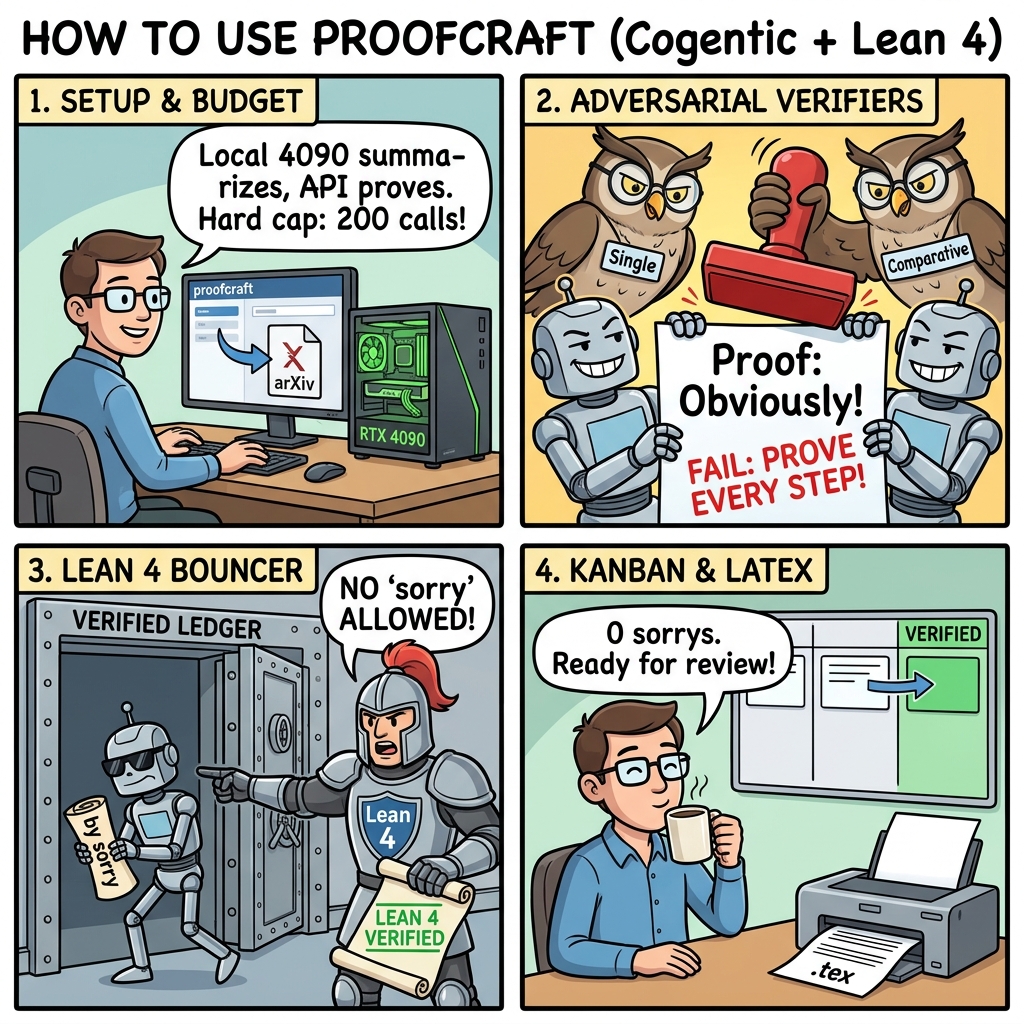 HOW TO USE PROOFCRAFT (Cogentic + Lean 4)
1. SETUP & BUDGET
Local 4090 summa-
rizes, API proves.
Hard cap: 200 calls!
proofcraft
X
arXiv
RTX 4090
2. ADVERSARIAL VERIFIERS
Single
Comparative
Proof:
Obviously!
FAIL: PROVE
EVERY STEP!
3. LEAN 4 BOUNCER
NO ‘sorry’
ALLOWED!
VERIFIED LEDGER
by sorry
Lean
4
LEAN 4
VERIFIED
4. KANBAN & LATEX
0 sorrys.
Ready for review!
VERIFIED
.tex